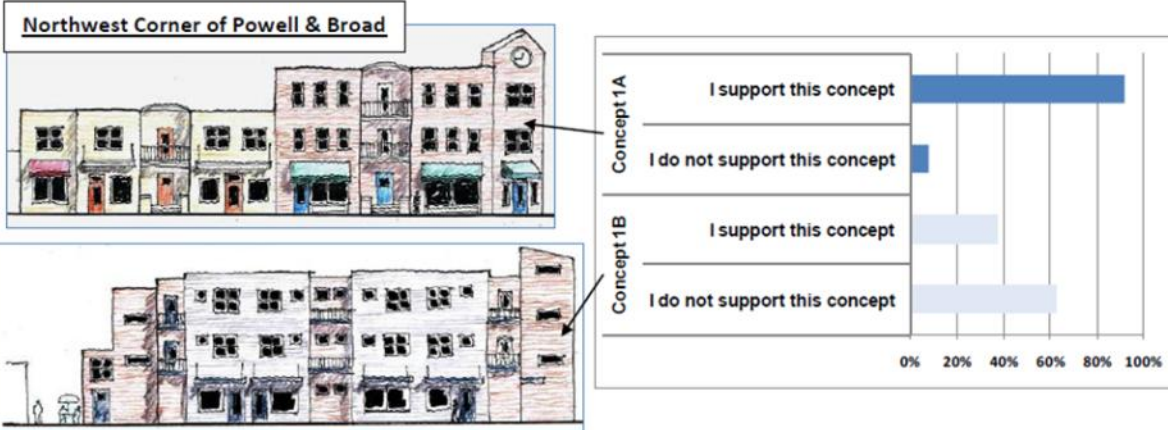 Northwest Corner of Powell & Broad
Concept 1A
I support this concept
I do not support this concept
Concept 1B
I support this concept
I do not support this concept
0% 20% 40% 60% 80% 100%